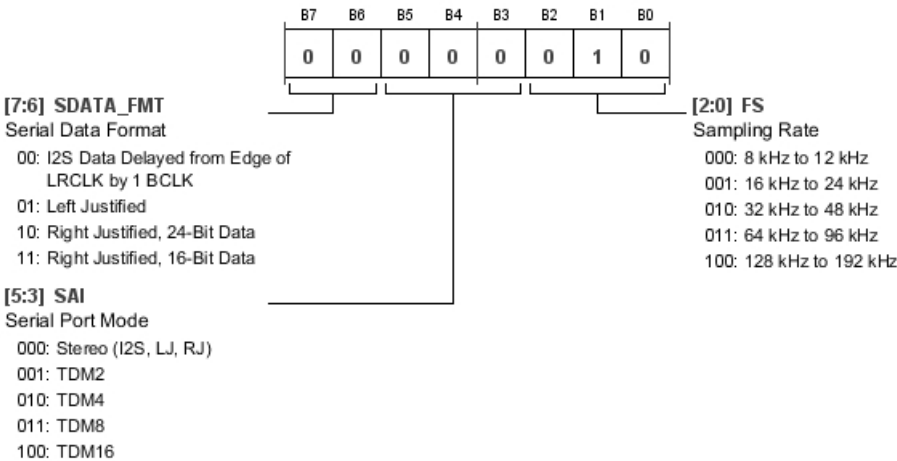 B7 B6 B5 B4 B3 B2 B1 B0
0 0 0 0 0 0 1 0
[7:6] SDATA_FMT
Serial Data Format
00: I2S Data Delayed from Edge of
LRCLK by 1 BCLK
01: Left Justified
10: Right Justified, 24-Bit Data
11: Right Justified, 16-Bit Data
[5:3] SAI
Serial Port Mode
000: Stereo (I2S, LJ, RJ)
001: TDM2
010: TDM4
011: TDM8
100: TDM16
[2:0] FS
Sampling Rate
000: 8 kHz to 12 kHz
001: 16 kHz to 24 kHz
010: 32 kHz to 48 kHz
011: 64 kHz to 96 kHz
100: 128 kHz to 192 kHz